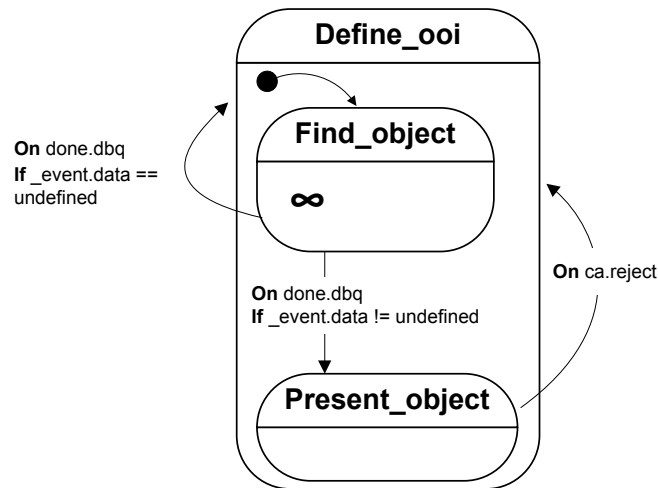 Define_ooi
Find_object
∞
On done.dbq
If _event.data ==
undefined
On done.dbq
If _event.data != undefined
On ca.reject
Present_object